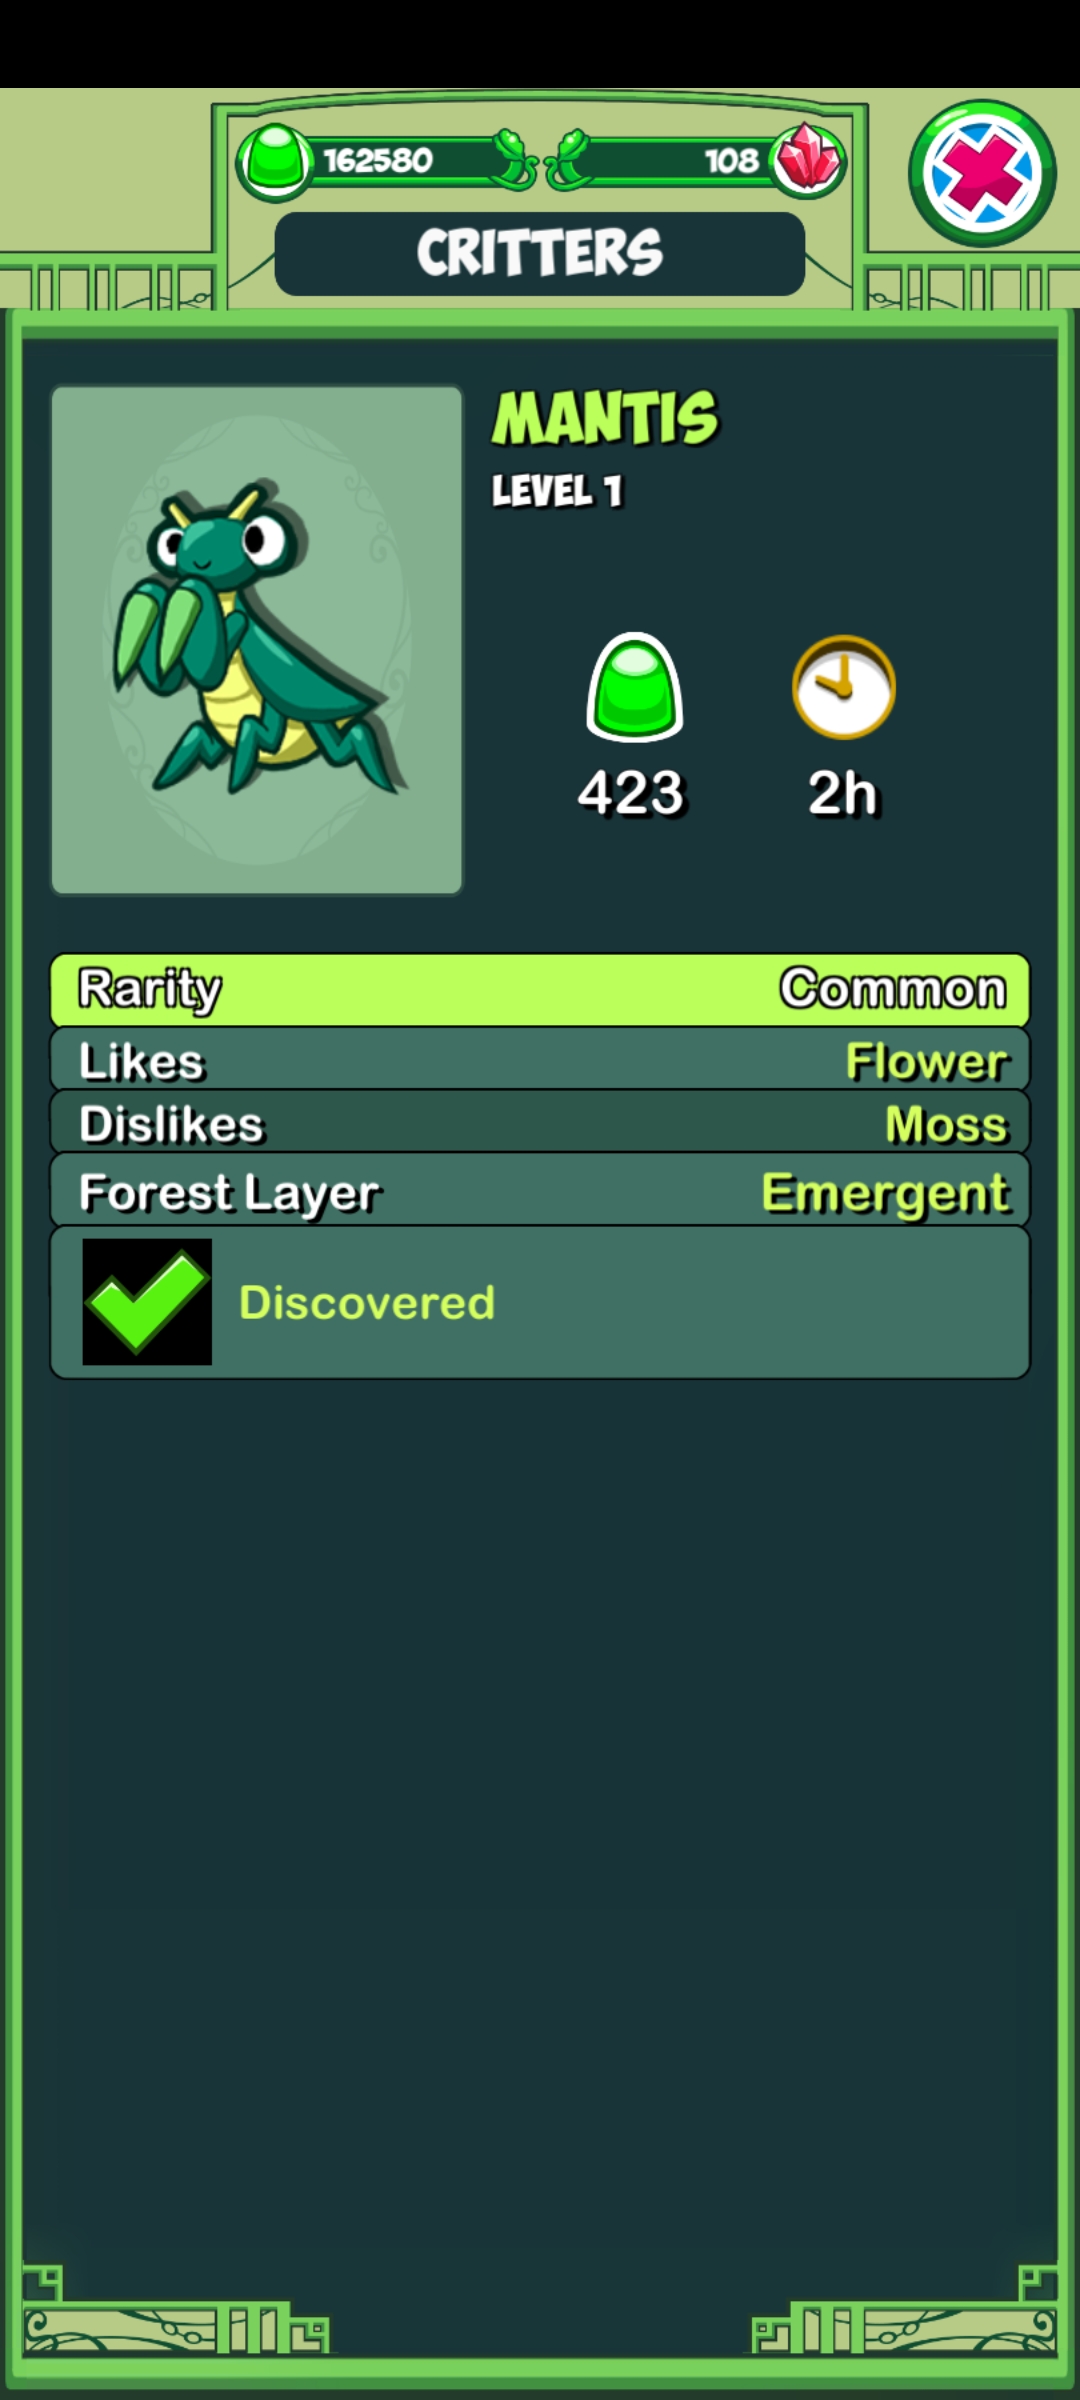 162580
108
CRITTERS
MANTIS
LEVEL 1
423
2h
Rarity Common
Likes Flower
Dislikes Moss
Forest Layer Emergent
Discovered